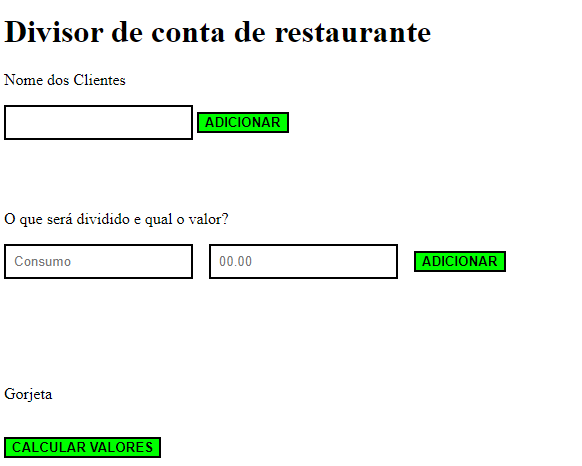 Divisor de conta de restaurante
Nome dos Clientes
ADICIONAR
O que será dividido e qual o valor?
Consumo 00.00 ADICIONAR
Gorjeta
CALCULAR VALORES